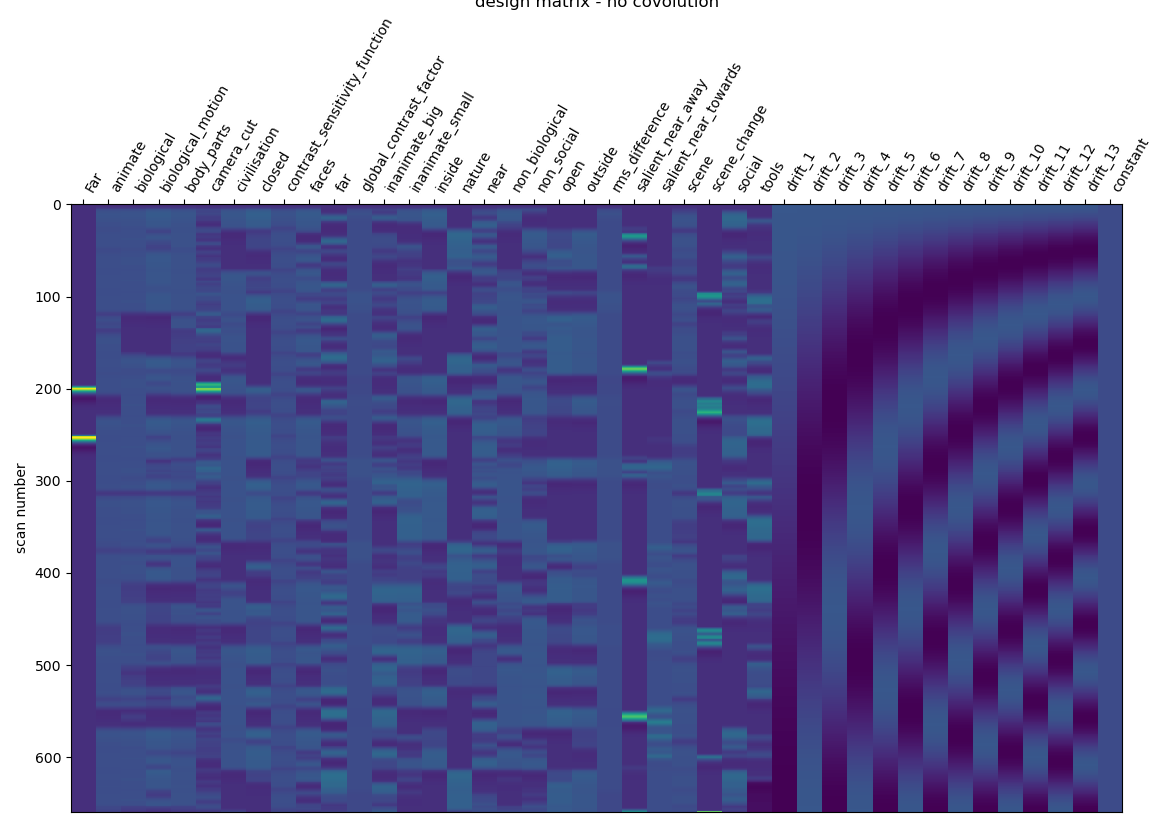 design matrix - no covolution
Far
animate
biological
biological_motion
body_parts
camera_cut
civilisation
closed
contrast_sensitivity_function
faces
far
global_contrast_factor
inanimate_big
inanimate_small
inside
nature
near
non_biological
non_social
open
outside
rms_difference
salient_near_away
salient_near_towards
scene
scene_change
social
tools
drift_1
drift_2
drift_3
drift_4
drift_5
drift_6
drift_7
drift_8
drift_9
drift_10
drift_11
drift_12
drift_13
constant
0
100
200
300
400
500
600
scan number